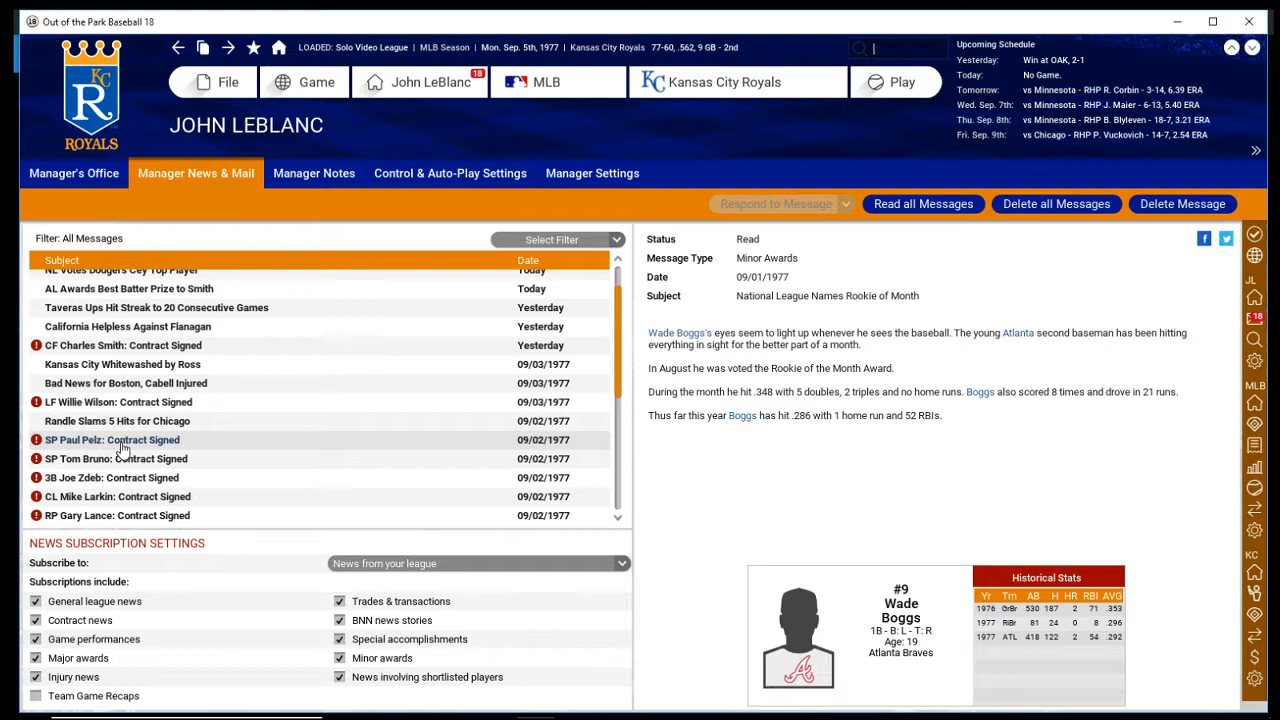 18 Out of the Park Baseball 18
LOADED: Solo Video League | MLB Season | Mon. Sep. 5th, 1977 | Kansas City Royals 77-60, .562, 9 GB - 2nd
Upcoming Schedule
Yesterday: Win at OAK, 2-1
Today: No Game.
Tomorrow: vs Minnesota - RHP R. Corbin - 3-14, 6.39 ERA
Wed. Sep. 7th: vs Minnesota - RHP J. Maier - 6-13, 5.40 ERA
Thu. Sep. 8th: vs Minnesota - RHP B. Blyleven - 18-7, 3.21 ERA
Fri. Sep. 9th: vs Chicago - RHP P. Vuckovich - 14-7, 2.54 ERA
KC
R
ROYALS
File
Game
John LeBlanc 18
MLB
KC Kansas City Royals
Play
JOHN LEBLANC
Manager's Office
Manager News & Mail
Manager Notes
Control & Auto-Play Settings
Manager Settings
Respond to Message
Read all Messages
Delete all Messages
Delete Message
Filter: All Messages
Select Filter
Subject Date
NL Votes Dodgers Cey Top Player Today
AL Awards Best Batter Prize to Smith Today
Taveras Ups Hit Streak to 20 Consecutive Games Yesterday
California Helpless Against Flanagan Yesterday
CF Charles Smith: Contract Signed Yesterday
Kansas City Whitewashed by Ross 09/03/1977
Bad News for Boston, Cabell Injured 09/03/1977
LF Willie Wilson: Contract Signed 09/03/1977
Randle Slams 5 Hits for Chicago 09/02/1977
SP Paul Pelz: Contract Signed 09/02/1977
SP Tom Bruno: Contract Signed 09/02/1977
3B Joe Zdeb: Contract Signed 09/02/1977
CL Mike Larkin: Contract Signed 09/02/1977
RP Gary Lance: Contract Signed 09/02/1977
NEWS SUBSCRIPTION SETTINGS
Subscribe to: News from your league
Subscriptions include:
General league news Trades & transactions
Contract news BNN news stories
Game performances Special accomplishments
Major awards Minor awards
Injury news News involving shortlisted players
Team Game Recaps
Status Read
Message Type Minor Awards
Date 09/01/1977
Subject National League Names Rookie of Month
Wade Boggs's eyes seem to light up whenever he sees the baseball. The young Atlanta second baseman has been hitting
everything in sight for the better part of a month.
In August he was voted the Rookie of the Month Award.
During the month he hit .348 with 5 doubles, 2 triples and no home runs. Boggs also scored 8 times and drove in 21 runs.
Thus far this year Boggs has hit .286 with 1 home run and 52 RBIs.
#9
Wade
Boggs
1B - B: L - T: R
Age: 19
Atlanta Braves
Historical Stats
Yr Tm AB H HR RBI AVG
1976 GrBr 530 187 2 71 .353
1977 RiBr 81 24 0 8 .296
1977 ATL 418 122 2 54 .292
JL
18
MLB
KC